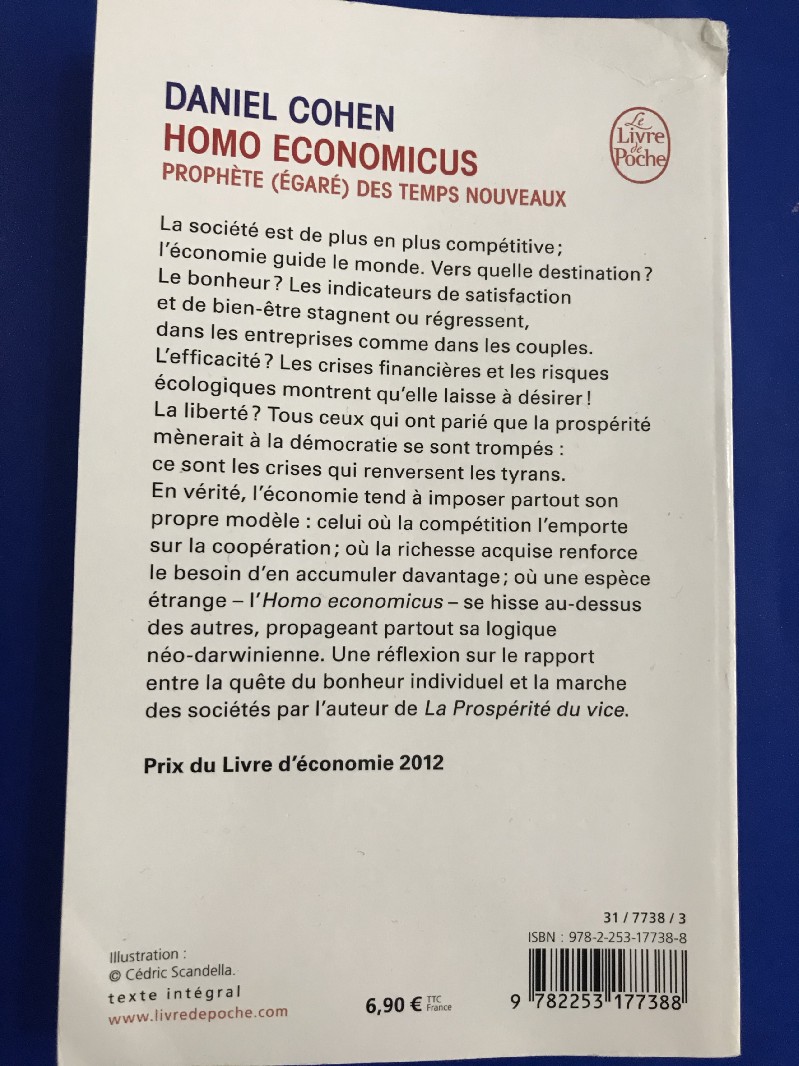 DANIEL COHEN
HOMO ECONOMICUS
PROPHÈTE (ÉGARÉ) DES TEMPS NOUVEAUX
Le
Livre
de
Poche
La société est de plus en plus compétitive ;
l'économie guide le monde. Vers quelle destination ?
Le bonheur ? Les indicateurs de satisfaction
et de bien-être stagnent ou régressent,
dans les entreprises comme dans les couples.
L'efficacité ? Les crises financières et les risques
écologiques montrent qu'elle laisse à désirer !
La liberté ? Tous ceux qui ont parié que la prospérité
mènerait à la démocratie se sont trompés :
ce sont les crises qui renversent les tyrans.
En vérité, l'économie tend à imposer partout son
propre modèle : celui où la compétition l'emporte
sur la coopération ; où la richesse acquise renforce
le besoin d'en accumuler davantage ; où une espèce
étrange – l'Homo economicus – se hisse au-dessus
des autres, propageant partout sa logique
néo-darwinienne. Une réflexion sur le rapport
entre la quête du bonheur individuel et la marche
des sociétés par l'auteur de La Prospérité du vice.
Prix du Livre d'économie 2012
Illustration :
© Cédric Scandella.
texte intégral
www.livredepoche.com
6,90 € TTC
France
31 / 7738 / 3
ISBN : 978-2-253-17738-8
9 782253 177388